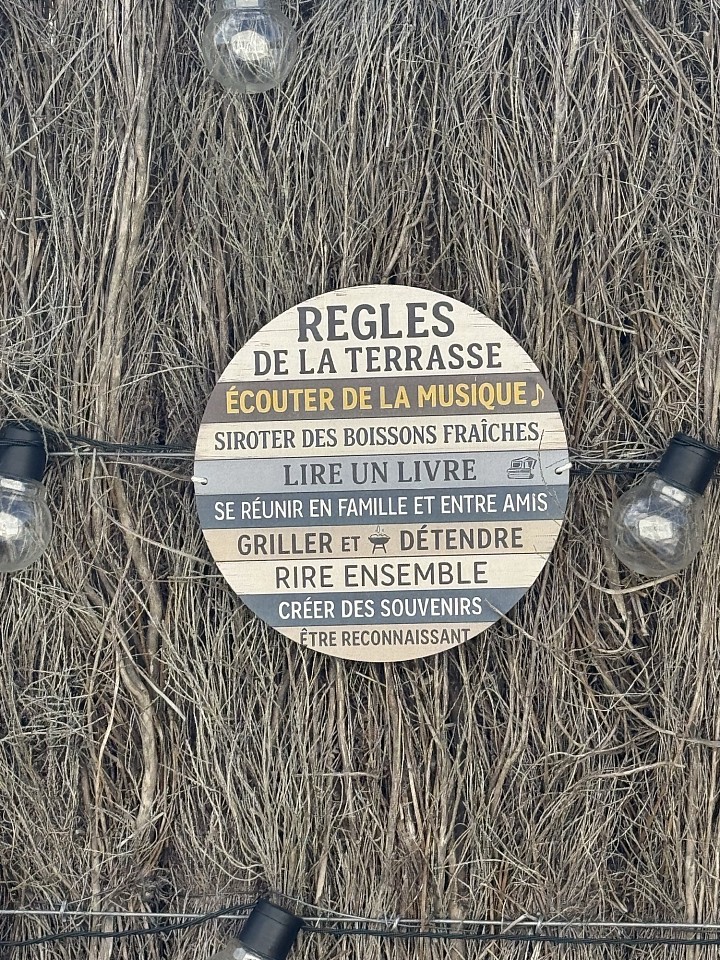 REGLES
DE LA TERRASSE
ÉCOUTER DE LA MUSIQUE
SIROTER DES BOISSONS FRAÎCHES
LIRE UN LIVRE
SE RÉUNIR EN FAMILLE ET ENTRE AMIS
GRILLER ET DÉTENDRE
RIRE ENSEMBLE
CRÉER DES SOUVENIRS
ÊTRE RECONNAISSANT